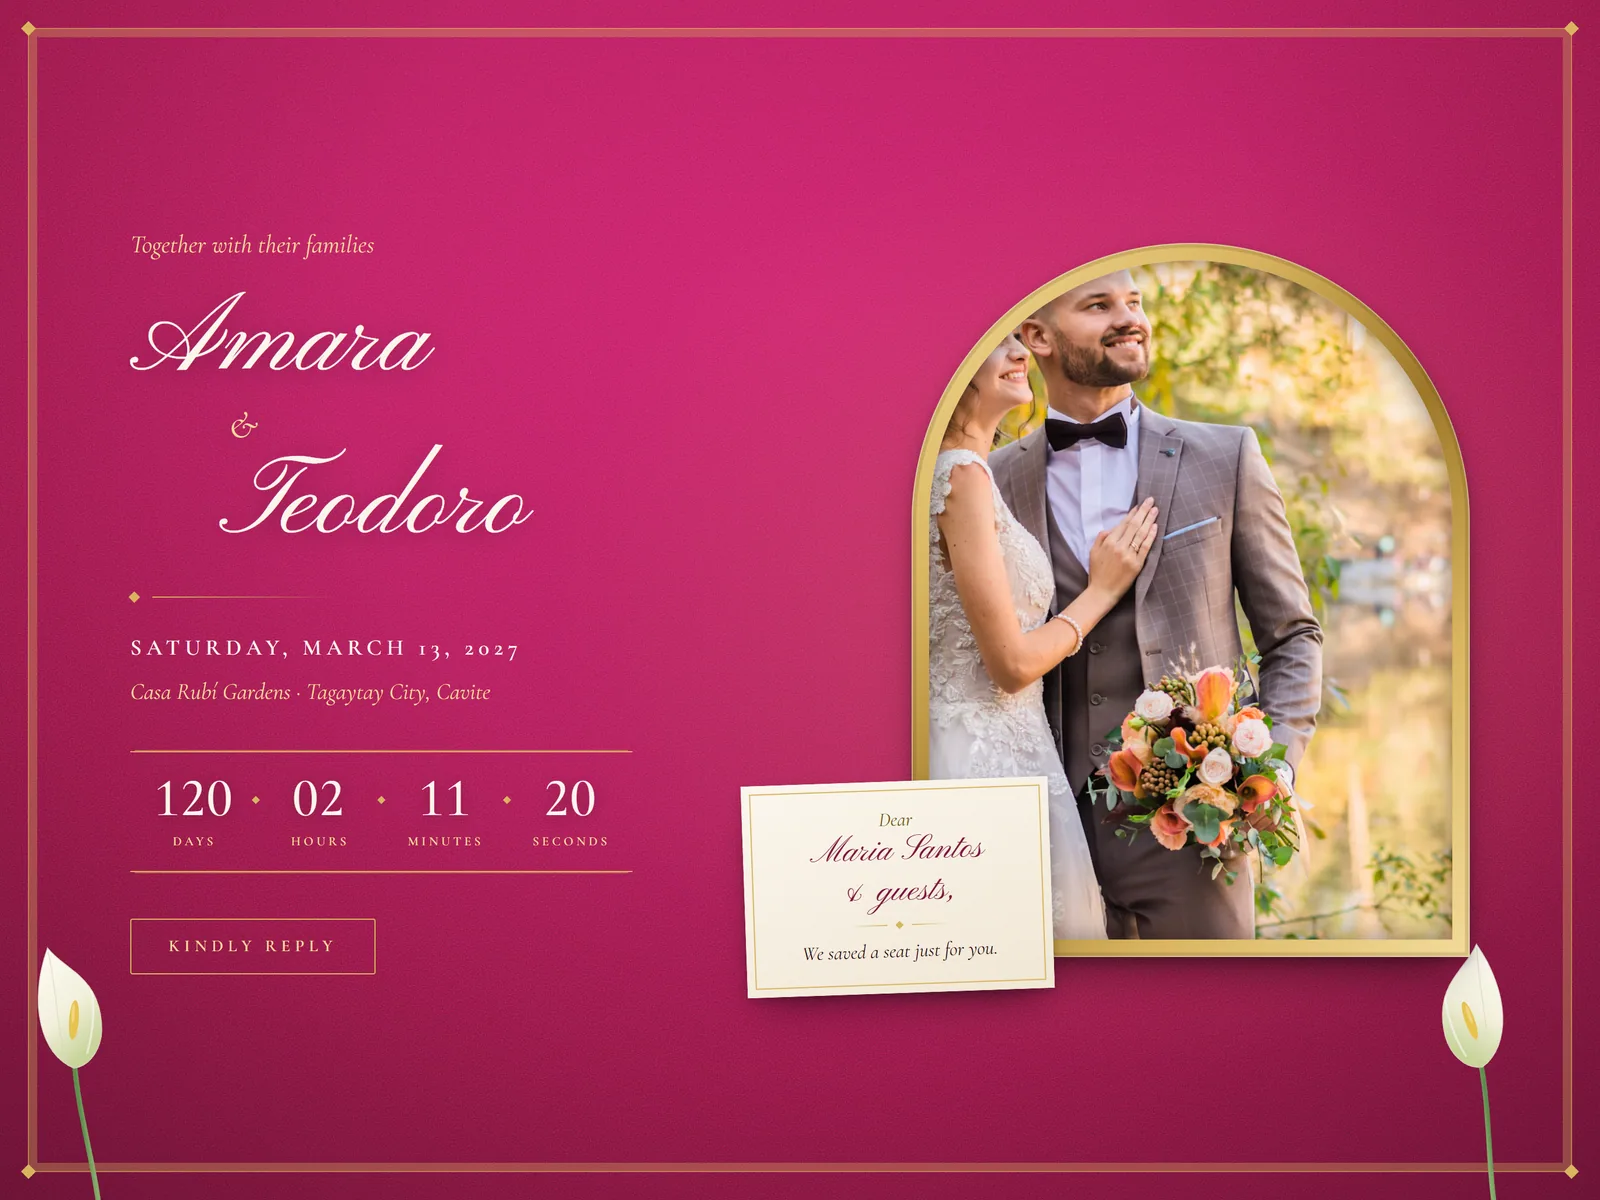 Together with their families
Amara
&
Teodoro
SATURDAY, MARCH 13, 2027
Casa Rubí Gardens · Tagaytay City, Cavite
120 02 11 20
DAYS HOURS MINUTES SECONDS
KINDLY REPLY
Dear
Maria Santos
& guests,
We saved a seat just for you.